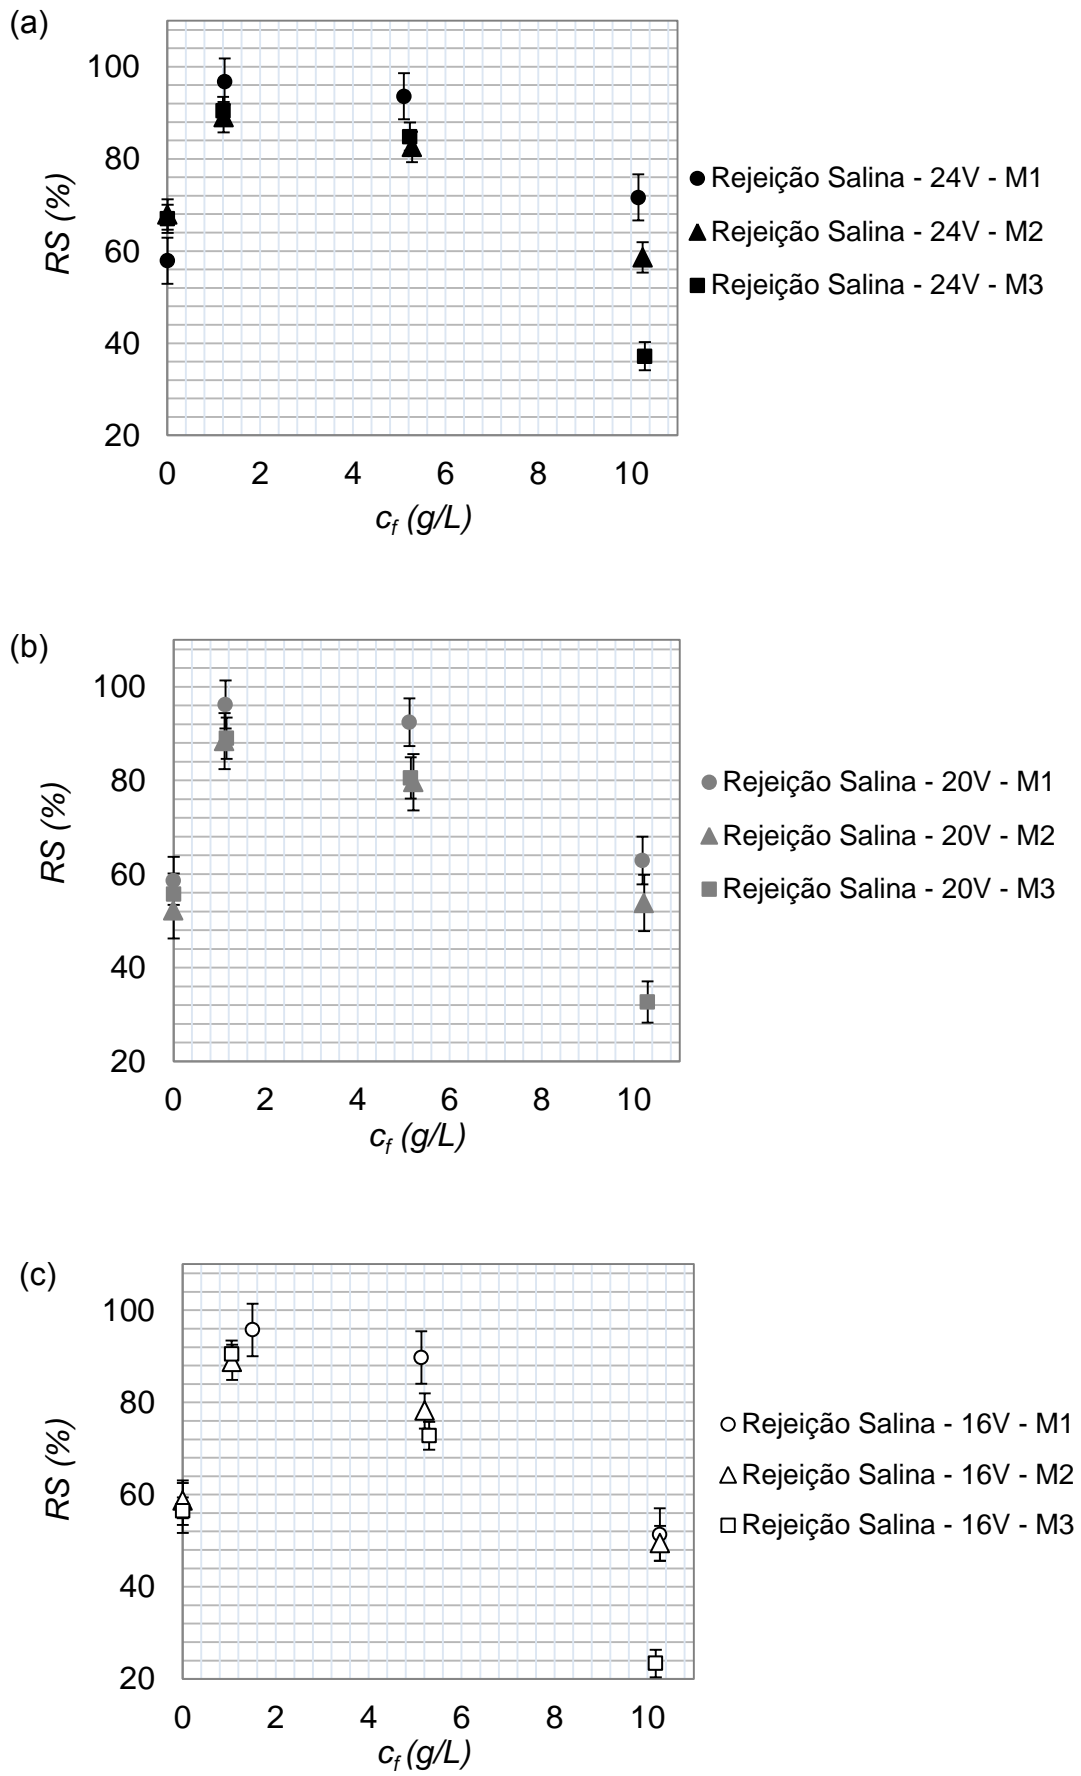 (a)
100
80
60
40
20
RS (%)
0 2 4 6 8 10
cf (g/L)
Rejeição Salina - 24V - M1
Rejeição Salina - 24V - M2
Rejeição Salina - 24V - M3
(b)
100
80
60
40
20
RS (%)
0 2 4 6 8 10
cf (g/L)
Rejeição Salina - 20V - M1
Rejeição Salina - 20V - M2
Rejeição Salina - 20V - M3
(c)
100
80
60
40
20
RS (%)
0 2 4 6 8 10
cf (g/L)
Rejeição Salina - 16V - M1
Rejeição Salina - 16V - M2
Rejeição Salina - 16V - M3